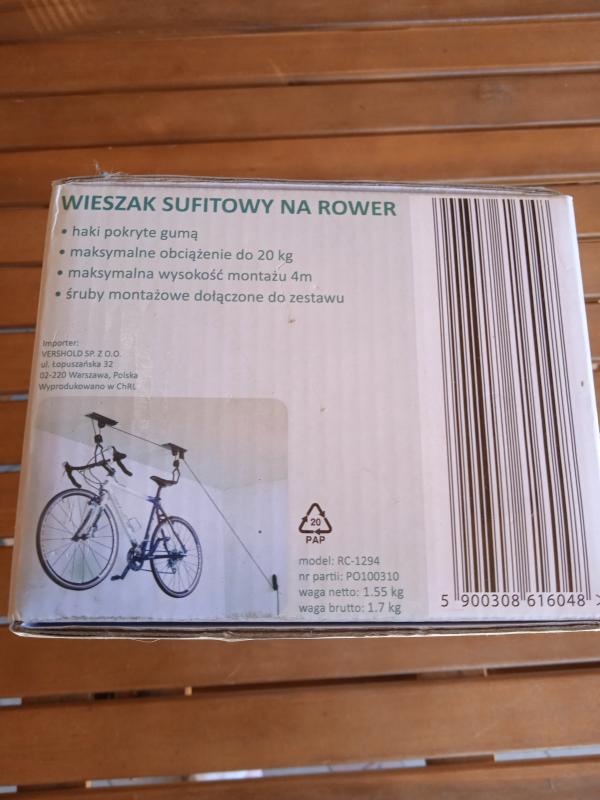 WIESZAK SUFITOWY NA ROWER
• haki pokryte gumą
• maksymalne obciążenie do 20 kg
• maksymalna wysokość montażu 4m
• śruby montażowe dołączone do zestawu
Importer:
VERSHOLD SP. Z O.O.
ul. Łopuszańska 32
02-220 Warszawa, Polska
Wyprodukowano w ChRL
20
PAP
model: RC-1294
nr partii: PO100310
waga netto: 1.55 kg
waga brutto: 1.7 kg
5 900308 616048 >